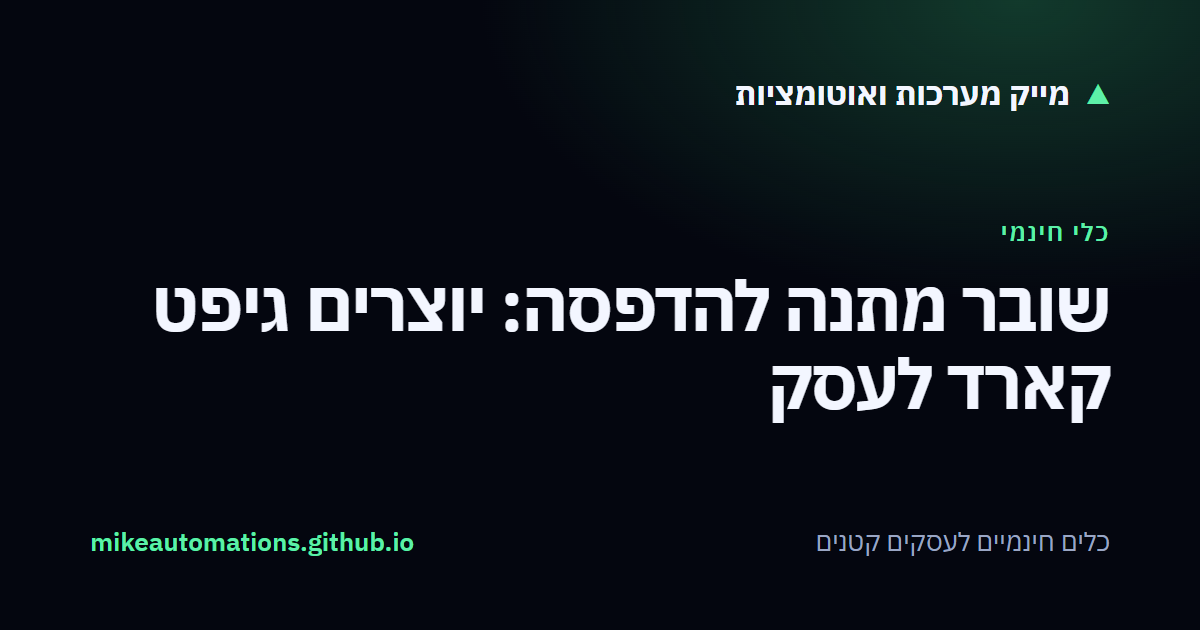 מייק מערכות ואוטומציות
כלי חינמי
שובר מתנה להדפסה: יוצרים גיפט
קארד לעסק
כלים חינמיים לעסקים קטנים
mikeautomations.github.io